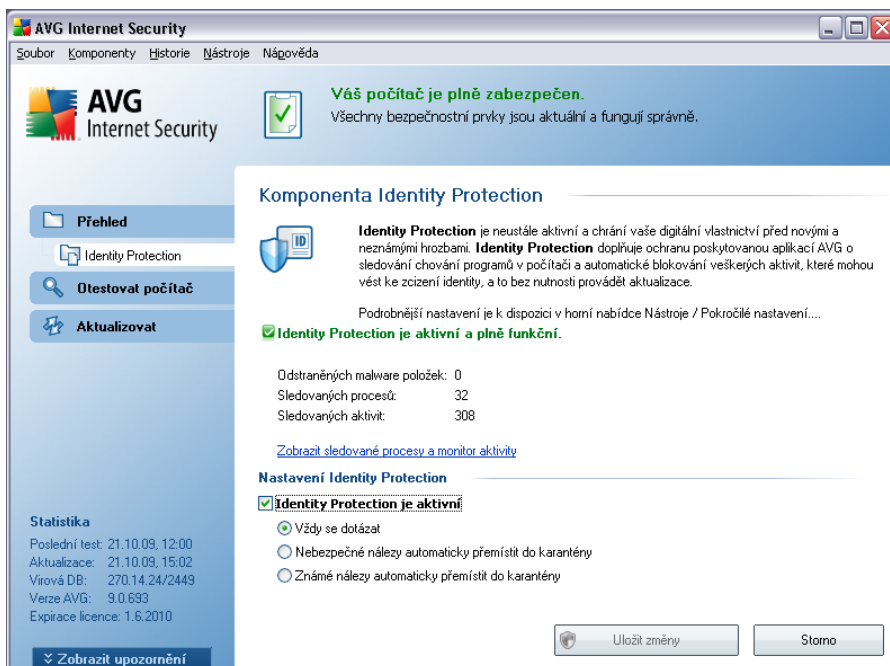 AVG Internet Security
Soubor Komponenty Historie Nástroje Nápověda
AVG
Internet Security
Váš počítač je plně zabezpečen.
Všechny bezpečnostní prvky jsou aktuální a fungují správně.
Přehled
Identity Protection
Otestovat počítač
Aktualizovat
Komponenta Identity Protection
ID
Identity Protection je neustále aktivní a chrání vaše digitální vlastnictví před novými a
neznámými hrozbami. Identity Protection doplňuje ochranu poskytovanou aplikací AVG o
sledování chování programů v počítači a automatické blokování veškerých aktivit, které mohou
vést ke zcizení identity, a to bez nutnosti provádět aktualizace.
Podrobnější nastavení je k dispozici v horní nabídce Nástroje / Pokročilé nastavení....
Identity Protection je aktivní a plně funkční.
Odstraněných malware položek: 0
Sledovaných procesů: 32
Sledovaných aktivit: 308
Zobrazit sledované procesy a monitor aktivity
Nastavení Identity Protection
Identity Protection je aktivní
Vždy se dotázat
Nebezpečné nálezy automaticky přemístit do karantény
Známé nálezy automaticky přemístit do karantény
Statistika
Poslední test: 21.10.09, 12:00
Aktualizace: 21.10.09, 15:02
Virová DB: 270.14.24/2449
Verze AVG: 9.0.693
Expirace licence: 1.6.2010
Zobrazit upozornění
Uložit změny
Storno